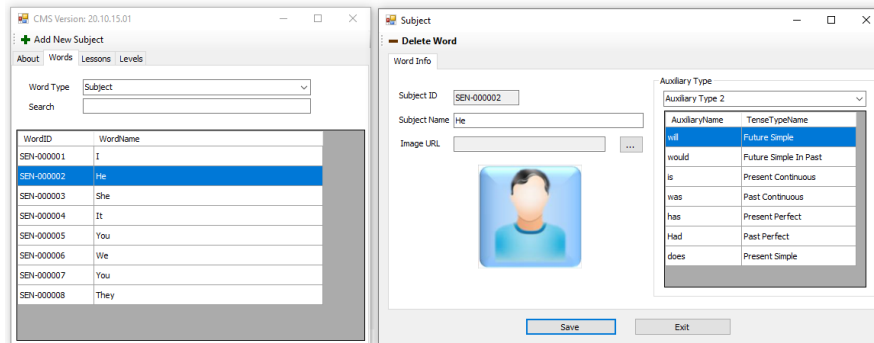 CMS Version: 20.10.15.01
Add New Subject
About Words Lessons Levels
Word Type Subject
Search
WordID WordName
SEN-000001 I
SEN-000002 He
SEN-000003 She
SEN-000004 It
SEN-000005 You
SEN-000006 We
SEN-000007 You
SEN-000008 They
Subject
Delete Word
Word Info
Subject ID SEN-000002
Subject Name He
Image URL ...
Auxiliary Type
Auxiliary Type 2
AuxiliaryName TenseTypeName
will Future Simple
would Future Simple In Past
is Present Continuous
was Past Continuous
has Present Perfect
Had Past Perfect
does Present Simple
Save Exit